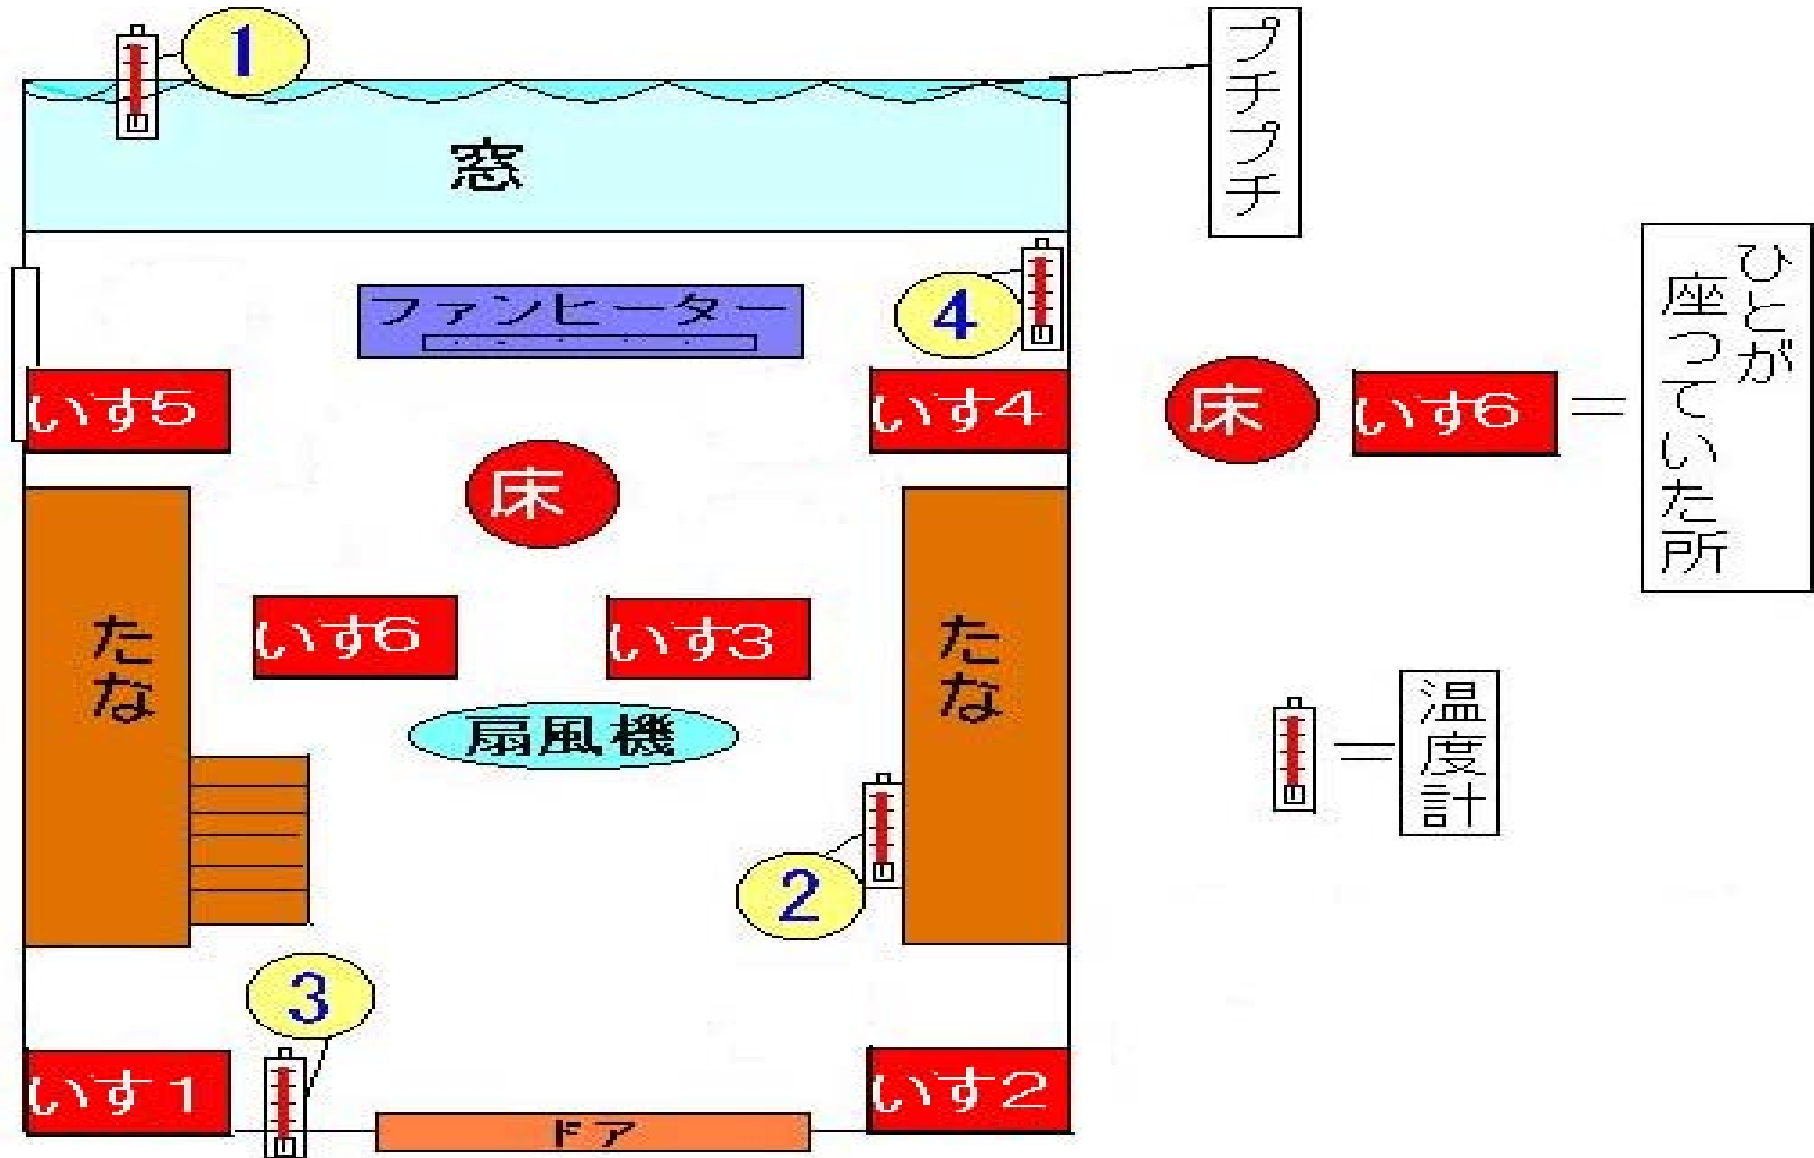 1
プチプチ
窓
ファンヒーター
4
ひとが
座っていた所
いす5
いす4
床
いす6
=
床
たな
いす6
いす3
たな
扇風機
=
温度計
2
3
いす1
いす2
ドア